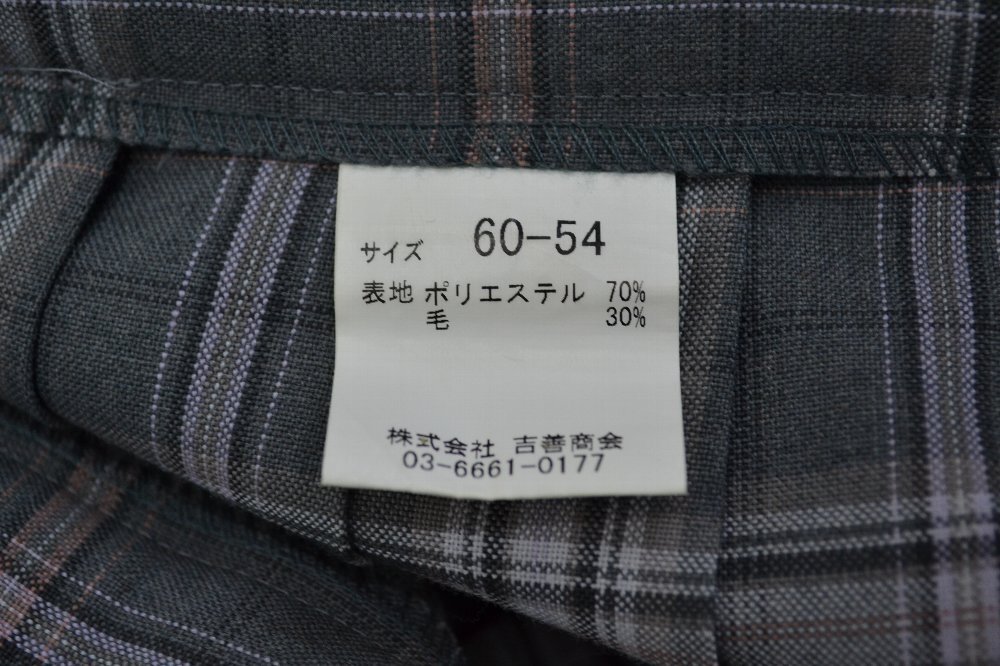 サイズ 60-54
表地 ポリエステル 70%
毛 30%
株式会社 吉善商会
03-6661-0177